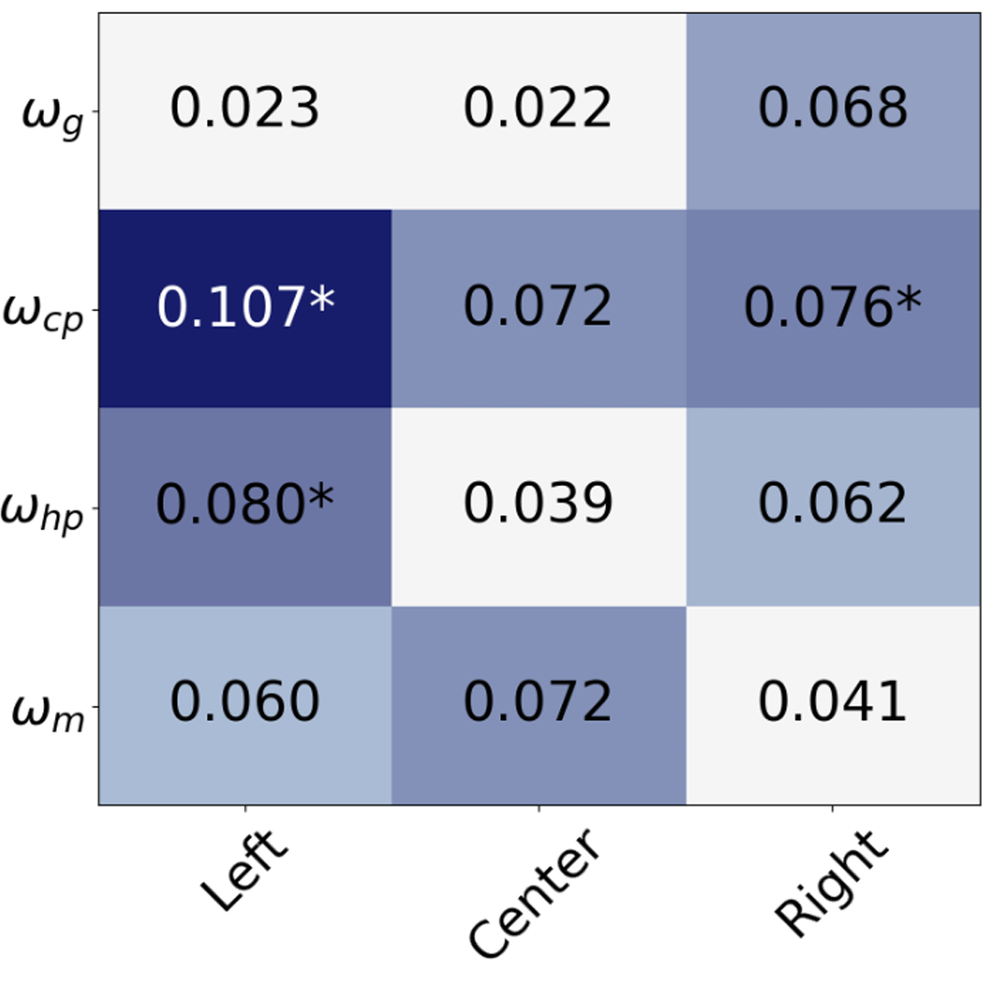 ω_g 0.023 0.022 0.068
ω_cp 0.107* 0.072 0.076*
ω_hp 0.080* 0.039 0.062
ω_m 0.060 0.072 0.041
Left Center Right